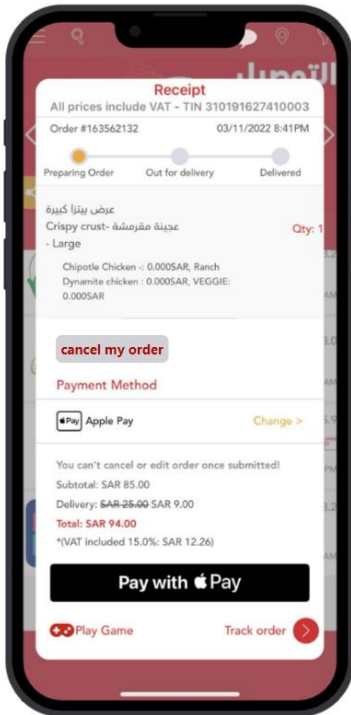 التوصيل
Receipt
All prices include VAT - TIN 310191627410003
Order #163562132 03/11/2022 8:41PM
Preparing Order Out for delivery Delivered
عرض بيتزا كبيرة
Crispy crust- عجينة مقرمشة Qty: 1
- Large
Chipotle Chicken -: 0.000SAR, Ranch
Dynamite chicken : 0.000SAR, VEGGIE:
0.000SAR
cancel my order
Payment Method
Pay Apple Pay Change >
You can't cancel or edit order once submitted!
Subtotal: SAR 85.00
Delivery: SAR 25.00 SAR 9.00
Total: SAR 94.00
*(VAT included 15.0%: SAR 12.26)
Pay with Pay
Play Game Track order